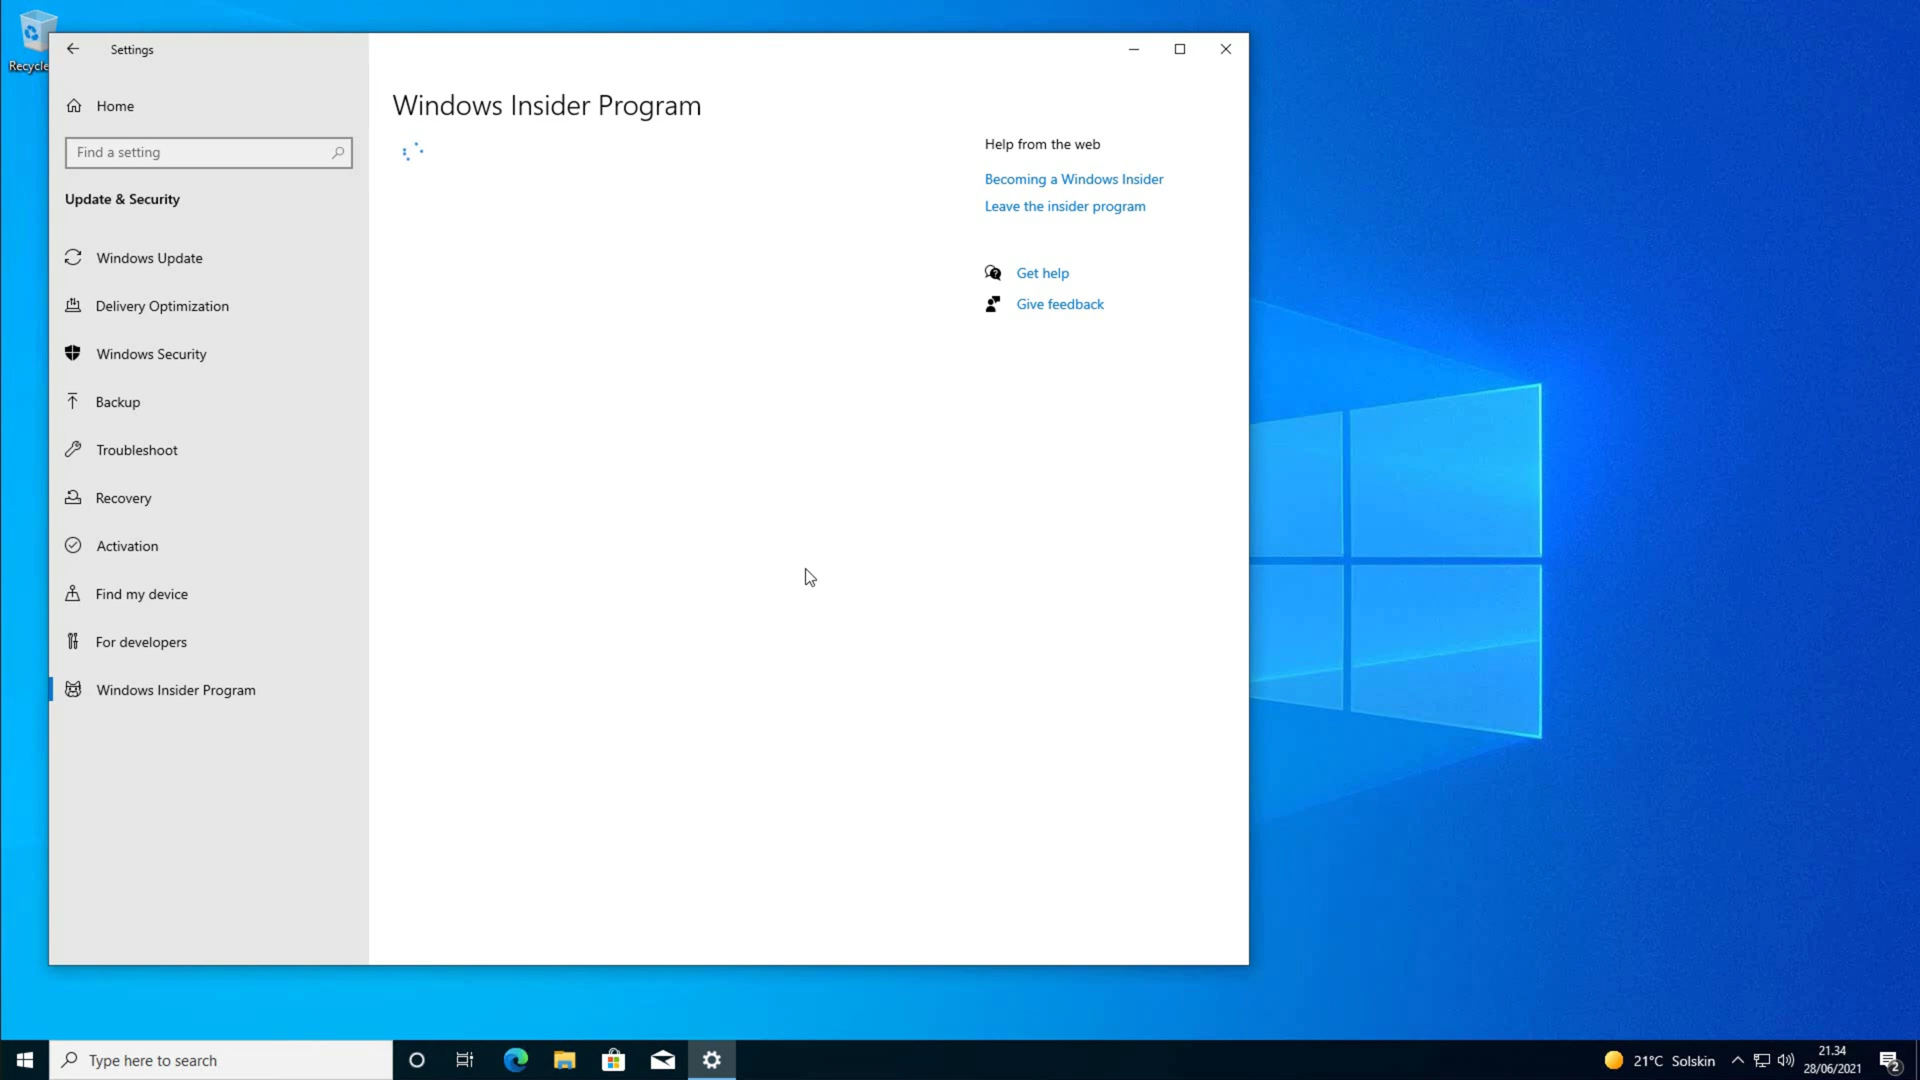 Recycle
Settings
Home
Find a setting
Update & Security
Windows Update
Delivery Optimization
Windows Security
Backup
Troubleshoot
Recovery
Activation
Find my device
For developers
Windows Insider Program
Windows Insider Program
Help from the web
Becoming a Windows Insider
Leave the insider program
Get help
Give feedback
Type here to search
21°C Solskin
21.34
28/06/2021
2